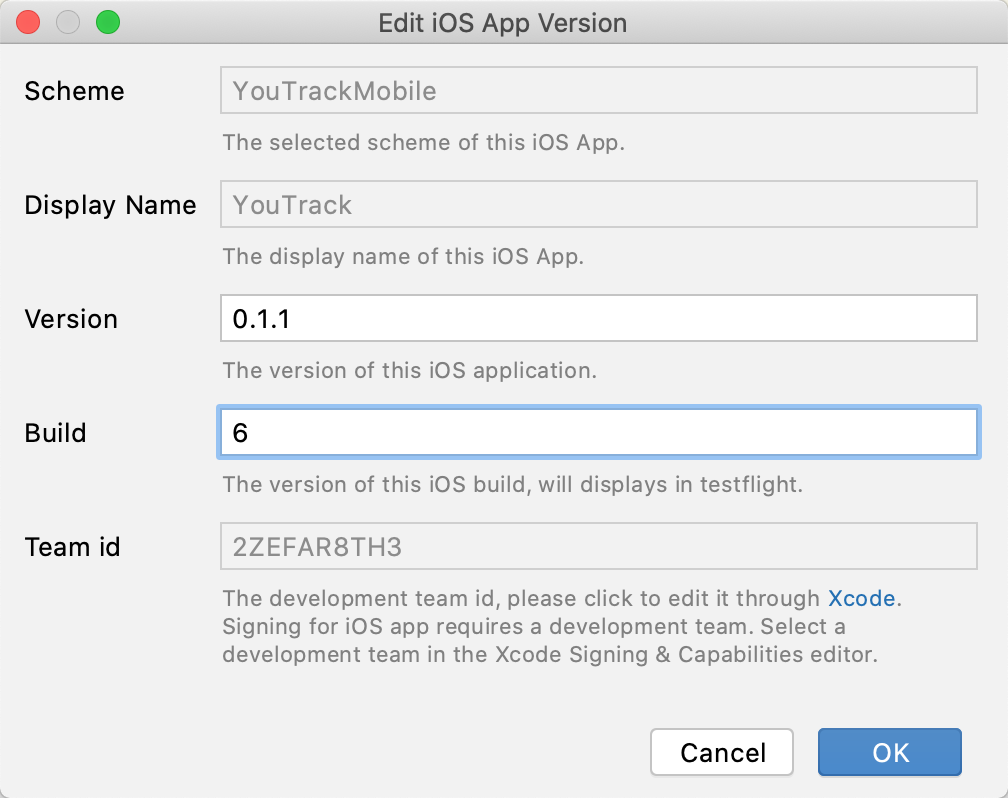 Edit iOS App Version
Scheme
YouTrackMobile
The selected scheme of this iOS App.
Display Name
YouTrack
The display name of this iOS App.
Version
0.1.1
The version of this iOS application.
Build
6
The version of this iOS build, will displays in testflight.
Team id
2ZEFAR8TH3
The development team id, please click to edit it through Xcode.
Signing for iOS app requires a development team. Select a
development team in the Xcode Signing & Capabilities editor.
Cancel
OK